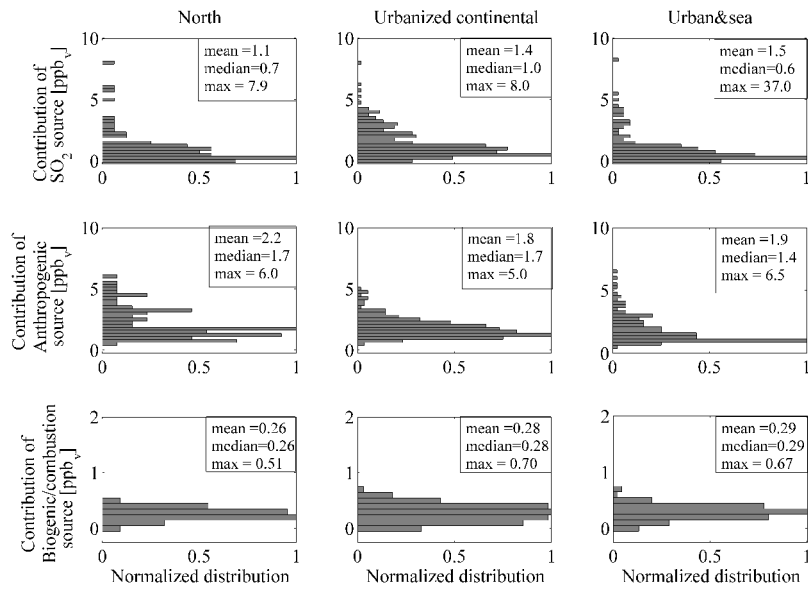 North
Urbanized continental
Urban&sea
Contribution of
SO2 source [ppbv]
10
5
0
0
0.5
1
mean =1.1
median=0.7
max = 7.9
10
5
0
0
0.5
1
mean =1.4
median=1.0
max = 8.0
10
5
0
0
0.5
1
mean =1.5
median=0.6
max = 37.0
Contribution of
Anthropogenic
source [ppbv]
10
5
0
0
0.5
1
mean =2.2
median=1.7
max = 6.0
10
5
0
0
0.5
1
mean =1.8
median=1.7
max =5.0
10
5
0
0
0.5
1
mean =1.9
median=1.4
max = 6.5
Contribution of
Biogenic/combustion
source [ppbv]
2
1
0
0
0.5
1
mean =0.26
median=0.26
max = 0.51
2
1
0
0
0.5
1
mean =0.28
median=0.28
max = 0.70
2
1
0
0
0.5
1
mean =0.29
median=0.29
max = 0.67
Normalized distribution
Normalized distribution
Normalized distribution